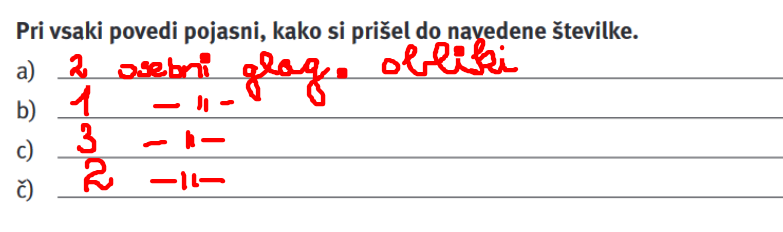 Pri vsaki povedi pojasni, kako si prišel do navedene številke.
a) 2 osebni glag. obliki
b) 1 -"-
c) 3 -"-
č) 2 -"-